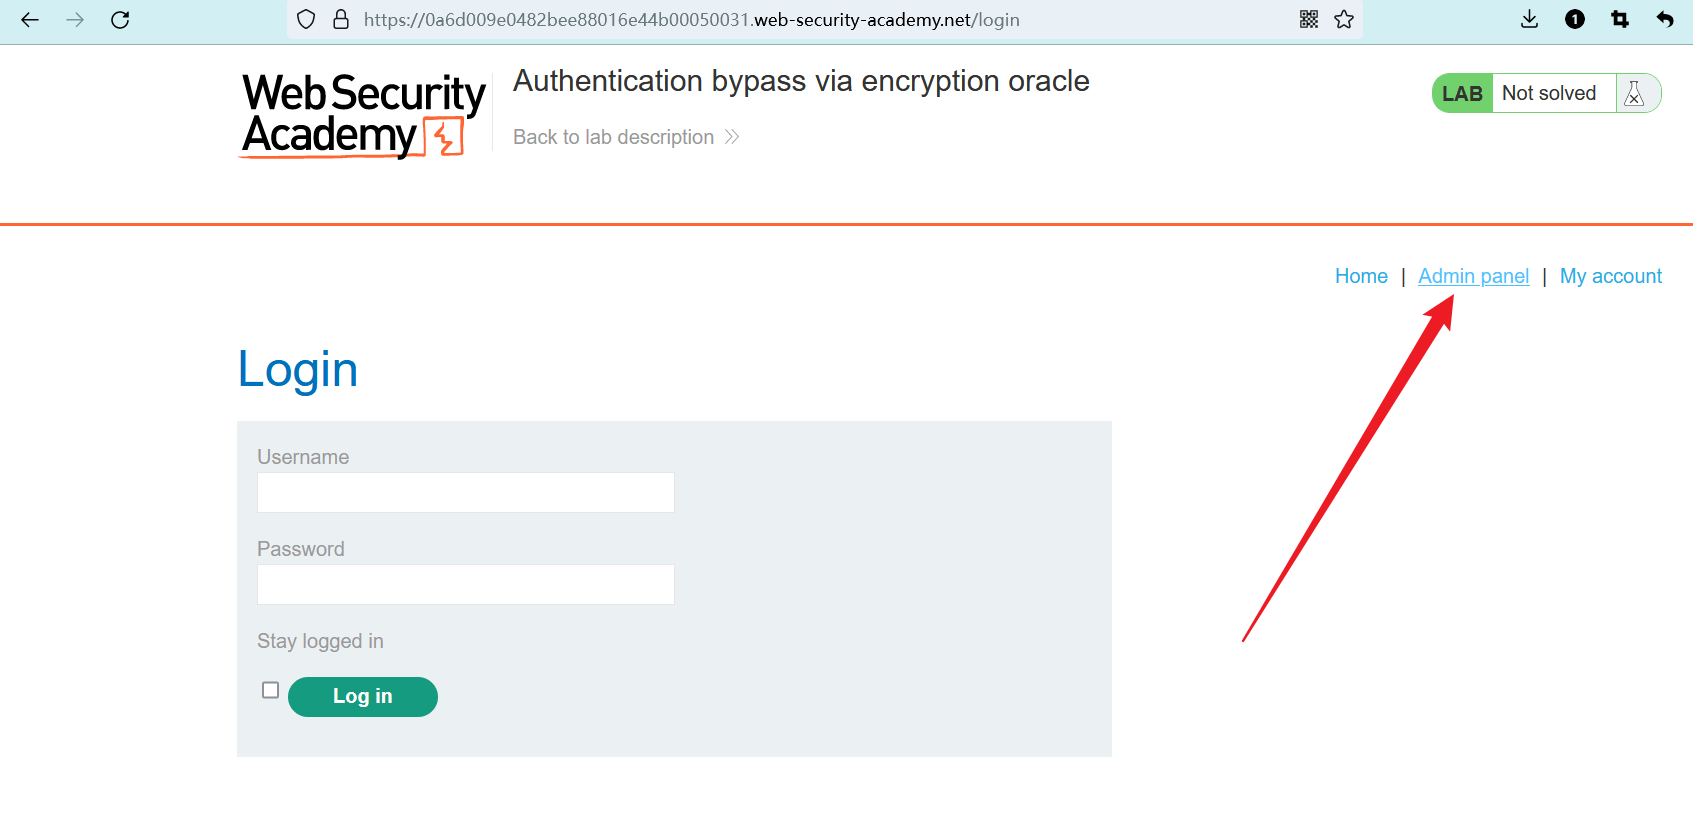 https://0a6d009e0482bee88016e44b00050031.web-security-academy.net/login
1
Web Security
Academy
Authentication bypass via encryption oracle
Back to lab description
LAB Not solved
Home | Admin panel | My account
Login
Username
Password
Stay logged in
Log in